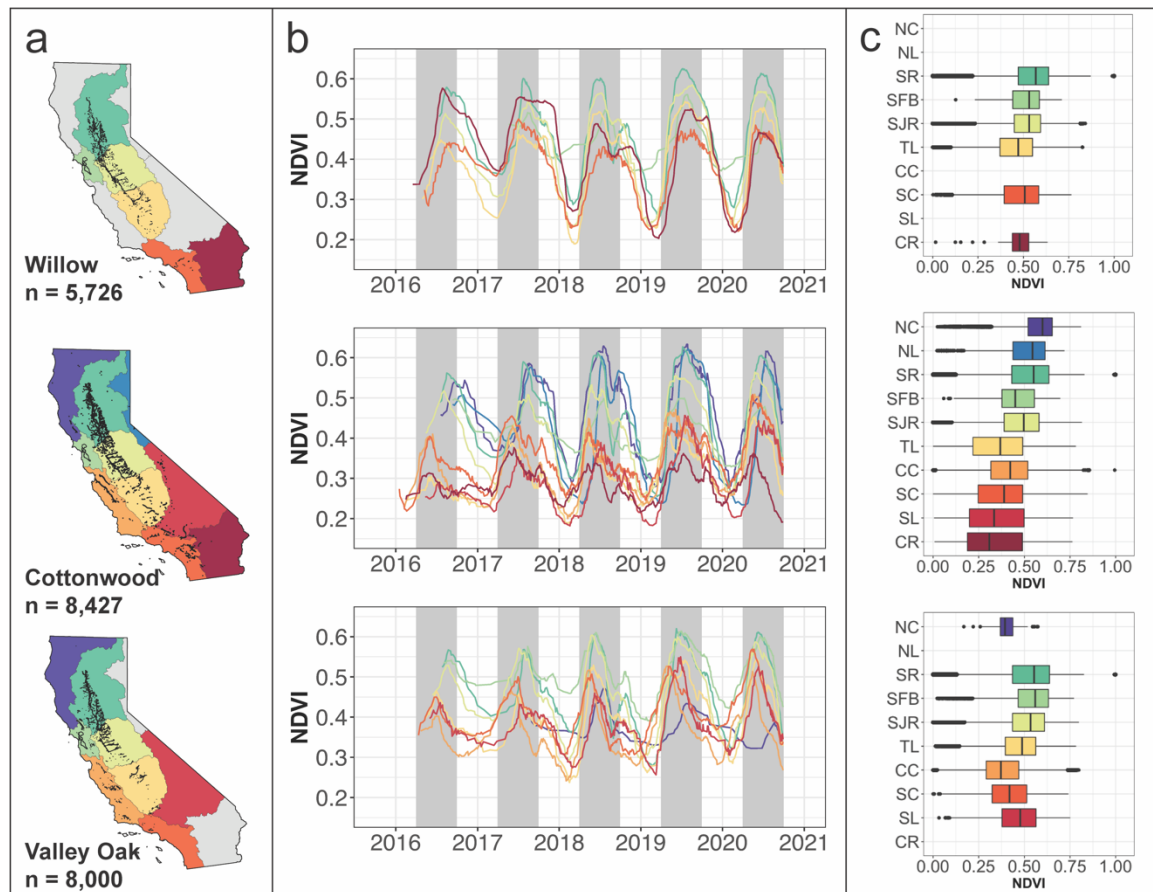 a
Willow
n = 5,726
Cottonwood
n = 8,427
Valley Oak
n = 8,000
b
NDVI
0.6
0.5
0.4
0.3
0.2
2016 2017 2018 2019 2020 2021
NDVI
0.6
0.5
0.4
0.3
0.2
2016 2017 2018 2019 2020 2021
NDVI
0.6
0.5
0.4
0.3
0.2
2016 2017 2018 2019 2020 2021
c
NC
NL
SR
SFB
SJR
TL
CC
SC
SL
CR
0.00 0.25 0.50 0.75 1.00
NDVI
NC
NL
SR
SFB
SJR
TL
CC
SC
SL
CR
0.00 0.25 0.50 0.75 1.00
NDVI
NC
NL
SR
SFB
SJR
TL
CC
SC
SL
CR
0.00 0.25 0.50 0.75 1.00
NDVI